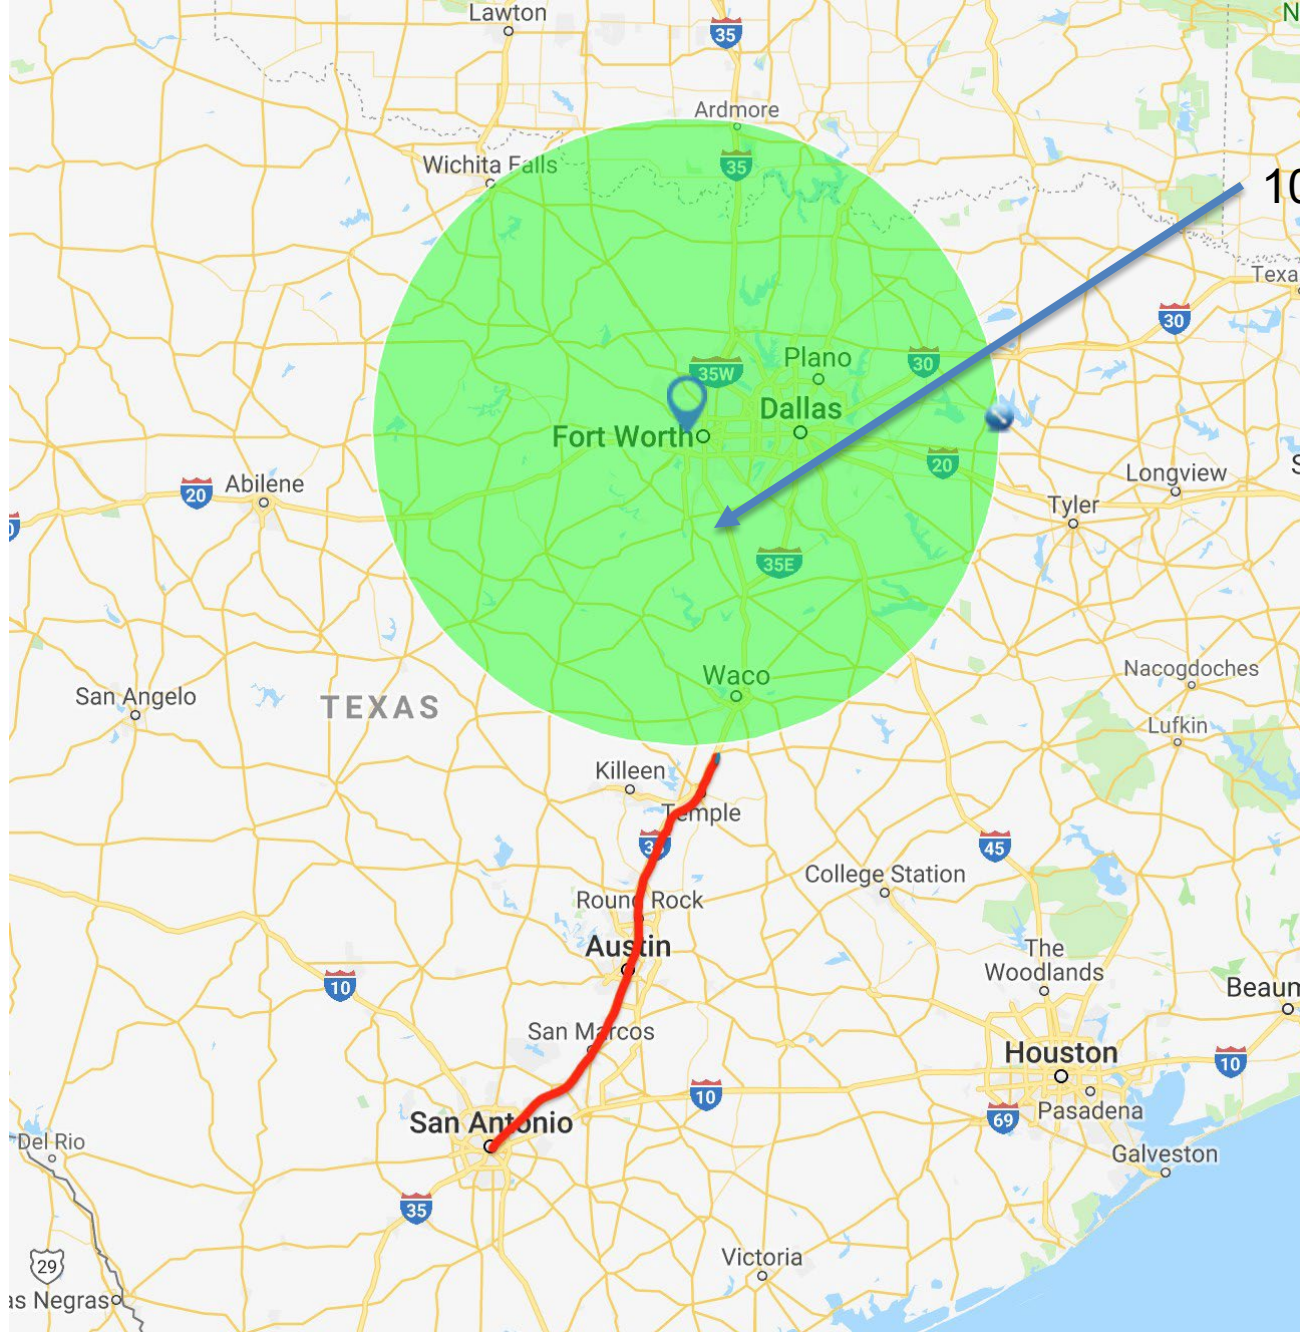 Lawton
N
35
Ardmore
Wichita Falls
35
10
Texa
30
Plano
30
35W
Dallas
Fort Worth
20
Longview
S
Abilene
20
Tyler
35E
Waco
Nacogdoches
San Angelo
TEXAS
Lufkin
Killeen
Temple
45
College Station
Round Rock
Austin
The
Woodlands
10
Beaum
San Marcos
Houston
10
10
Pasadena
69
San Antonio
Del Rio
Galveston
35
Victoria
29
as Negras